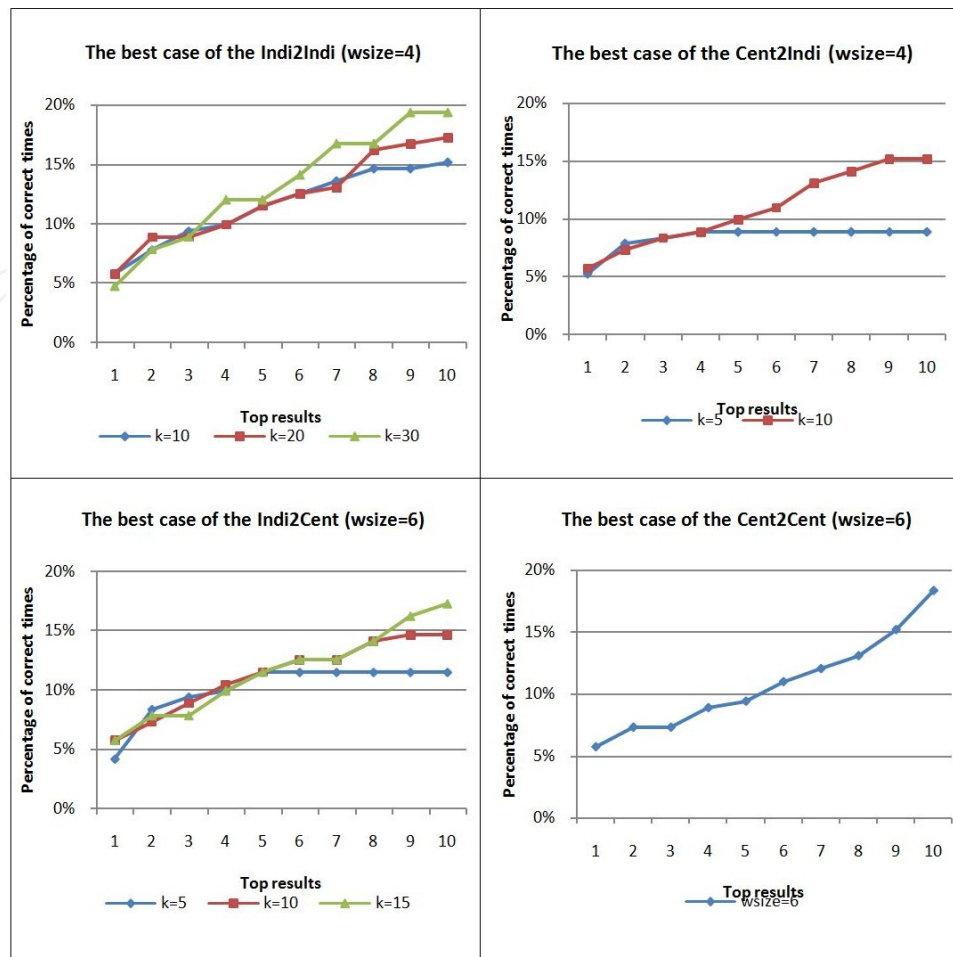 The best case of the Indi2Indi (wsize=4)
Percentage of correct times
20%
15%
10%
5%
0%
1 2 3 4 5 6 7 8 9 10
Top results
k=10 k=20 k=30
The best case of the Cent2Indi (wsize=4)
Percentage of correct times
20%
15%
10%
5%
0%
1 2 3 4 5 6 7 8 9 10
Top results
k=5 k=10
The best case of the Indi2Cent (wsize=6)
Percentage of correct times
20%
15%
10%
5%
0%
1 2 3 4 5 6 7 8 9 10
Top results
k=5 k=10 k=15
The best case of the Cent2Cent (wsize=6)
Percentage of correct times
20%
15%
10%
5%
0%
1 2 3 4 5 6 7 8 9 10
Top results
wsize=6